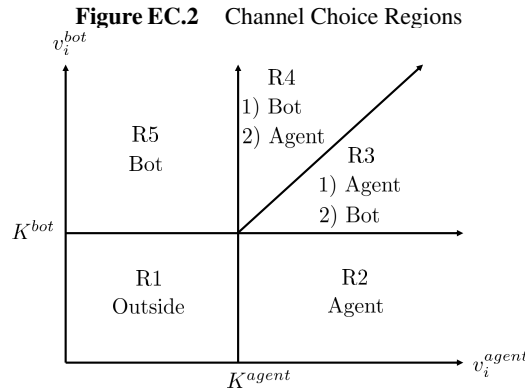 Figure EC.2 Channel Choice Regions
v_i^{bot}
R4
1) Bot
2) Agent
R5
Bot
R3
1) Agent
2) Bot
K^{bot}
R1
Outside
R2
Agent
K^{agent}
v_i^{agent}